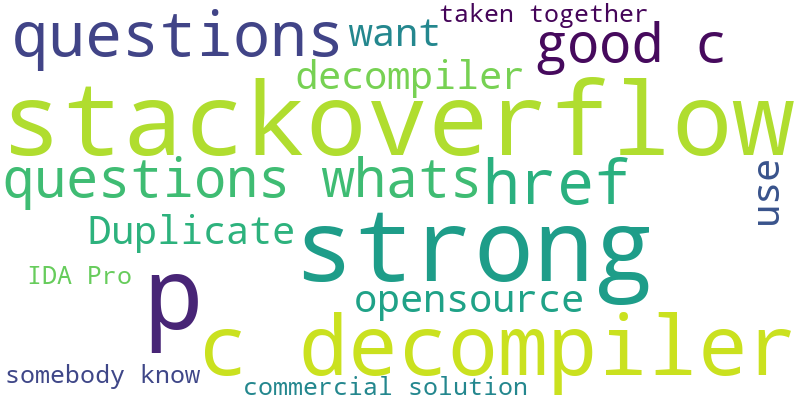 taken together
questions
want
good c
decompiler
stackoverflow
questions whats
href
use
Duplicate
strong
IDA Pro
p
opensource
c decompiler
somebody know
commercial solution